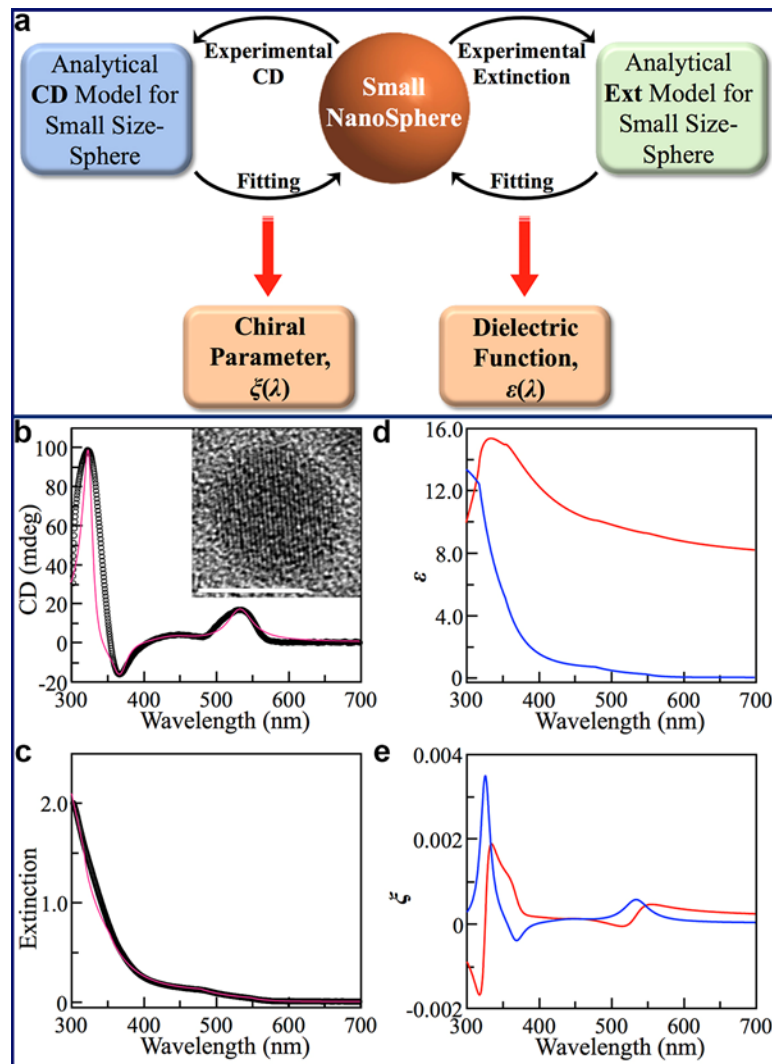 a
Experimental
CD
Experimental
Extinction
Analytical
CD Model for
Small Size-
Sphere
Small
NanoSphere
Analytical
Ext Model for
Small Size-
Sphere
Fitting
Fitting
Chiral
Parameter,
ξ(λ)
Dielectric
Function,
ε(λ)
b
100
80
60
40
20
0
-20
CD (mdeg)
300 400 500 600 700
Wavelength (nm)
d
16.0
12.0
8.0
4.0
0
ε
300 400 500 600 700
Wavelength (nm)
c
2.0
1.0
0
Extinction
300 400 500 600 700
Wavelength (nm)
e
0.004
0.002
0
-0.002
ξ
300 400 500 600 700
Wavelength (nm)